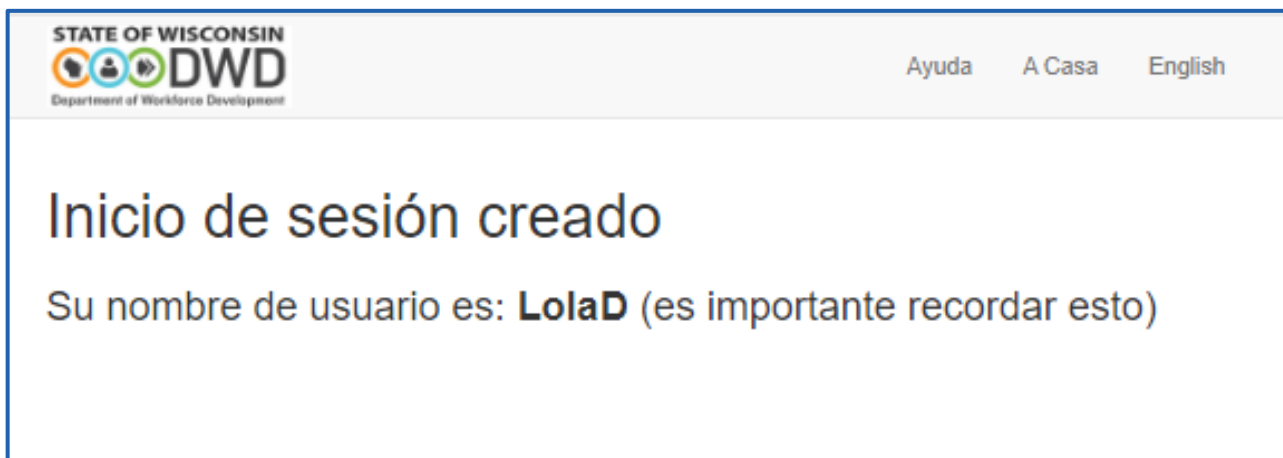 STATE OF WISCONSIN
DWD
Department of Workforce Development
Ayuda A Casa English
Inicio de sesión creado
Su nombre de usuario es: LolaD (es importante recordar esto)